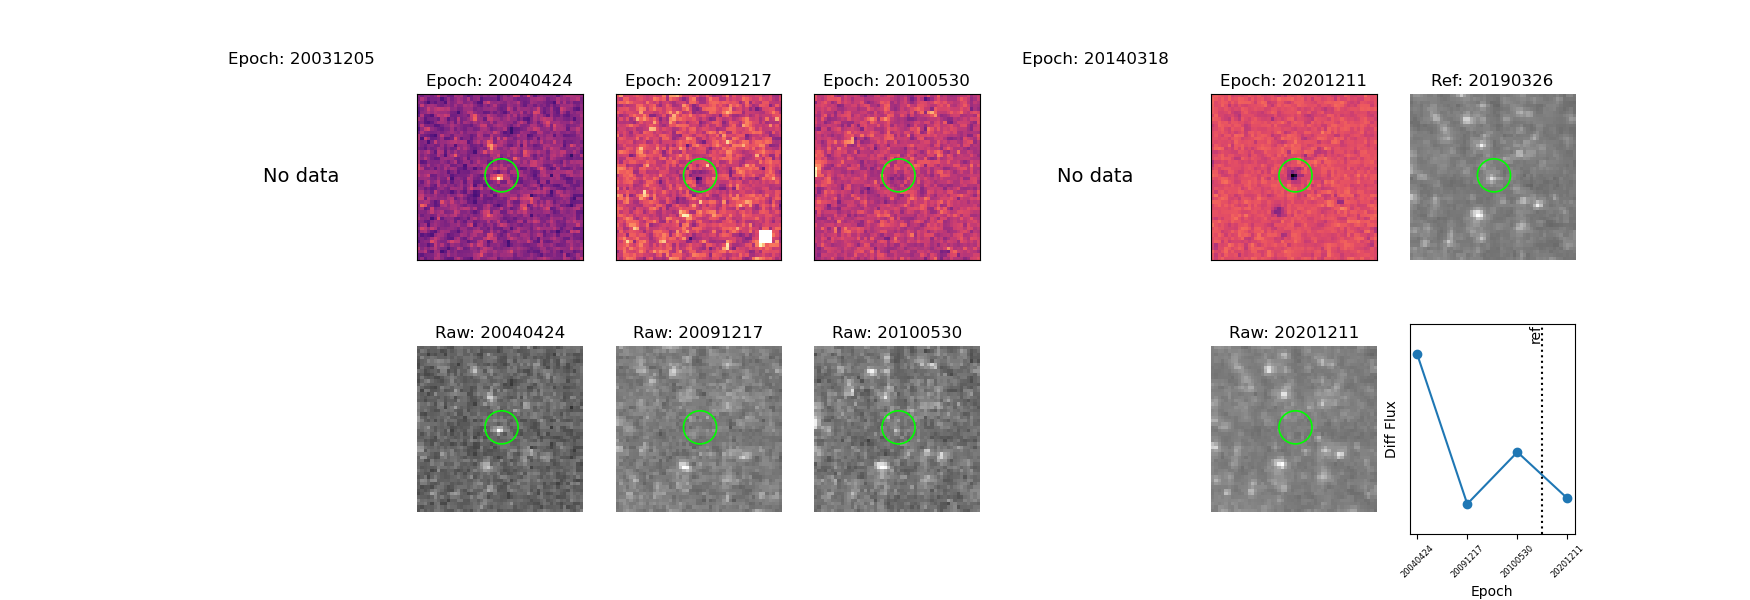 Epoch: 20031205
Epoch: 20140318
Epoch: 20040424
Epoch: 20091217
Epoch: 20100530
Epoch: 20201211
Ref: 20190326
No data
No data
Raw: 20040424
Raw: 20091217
Raw: 20100530
Raw: 20201211
ref
Diff Flux
20040424
20091217
20100530
20201211
Epoch